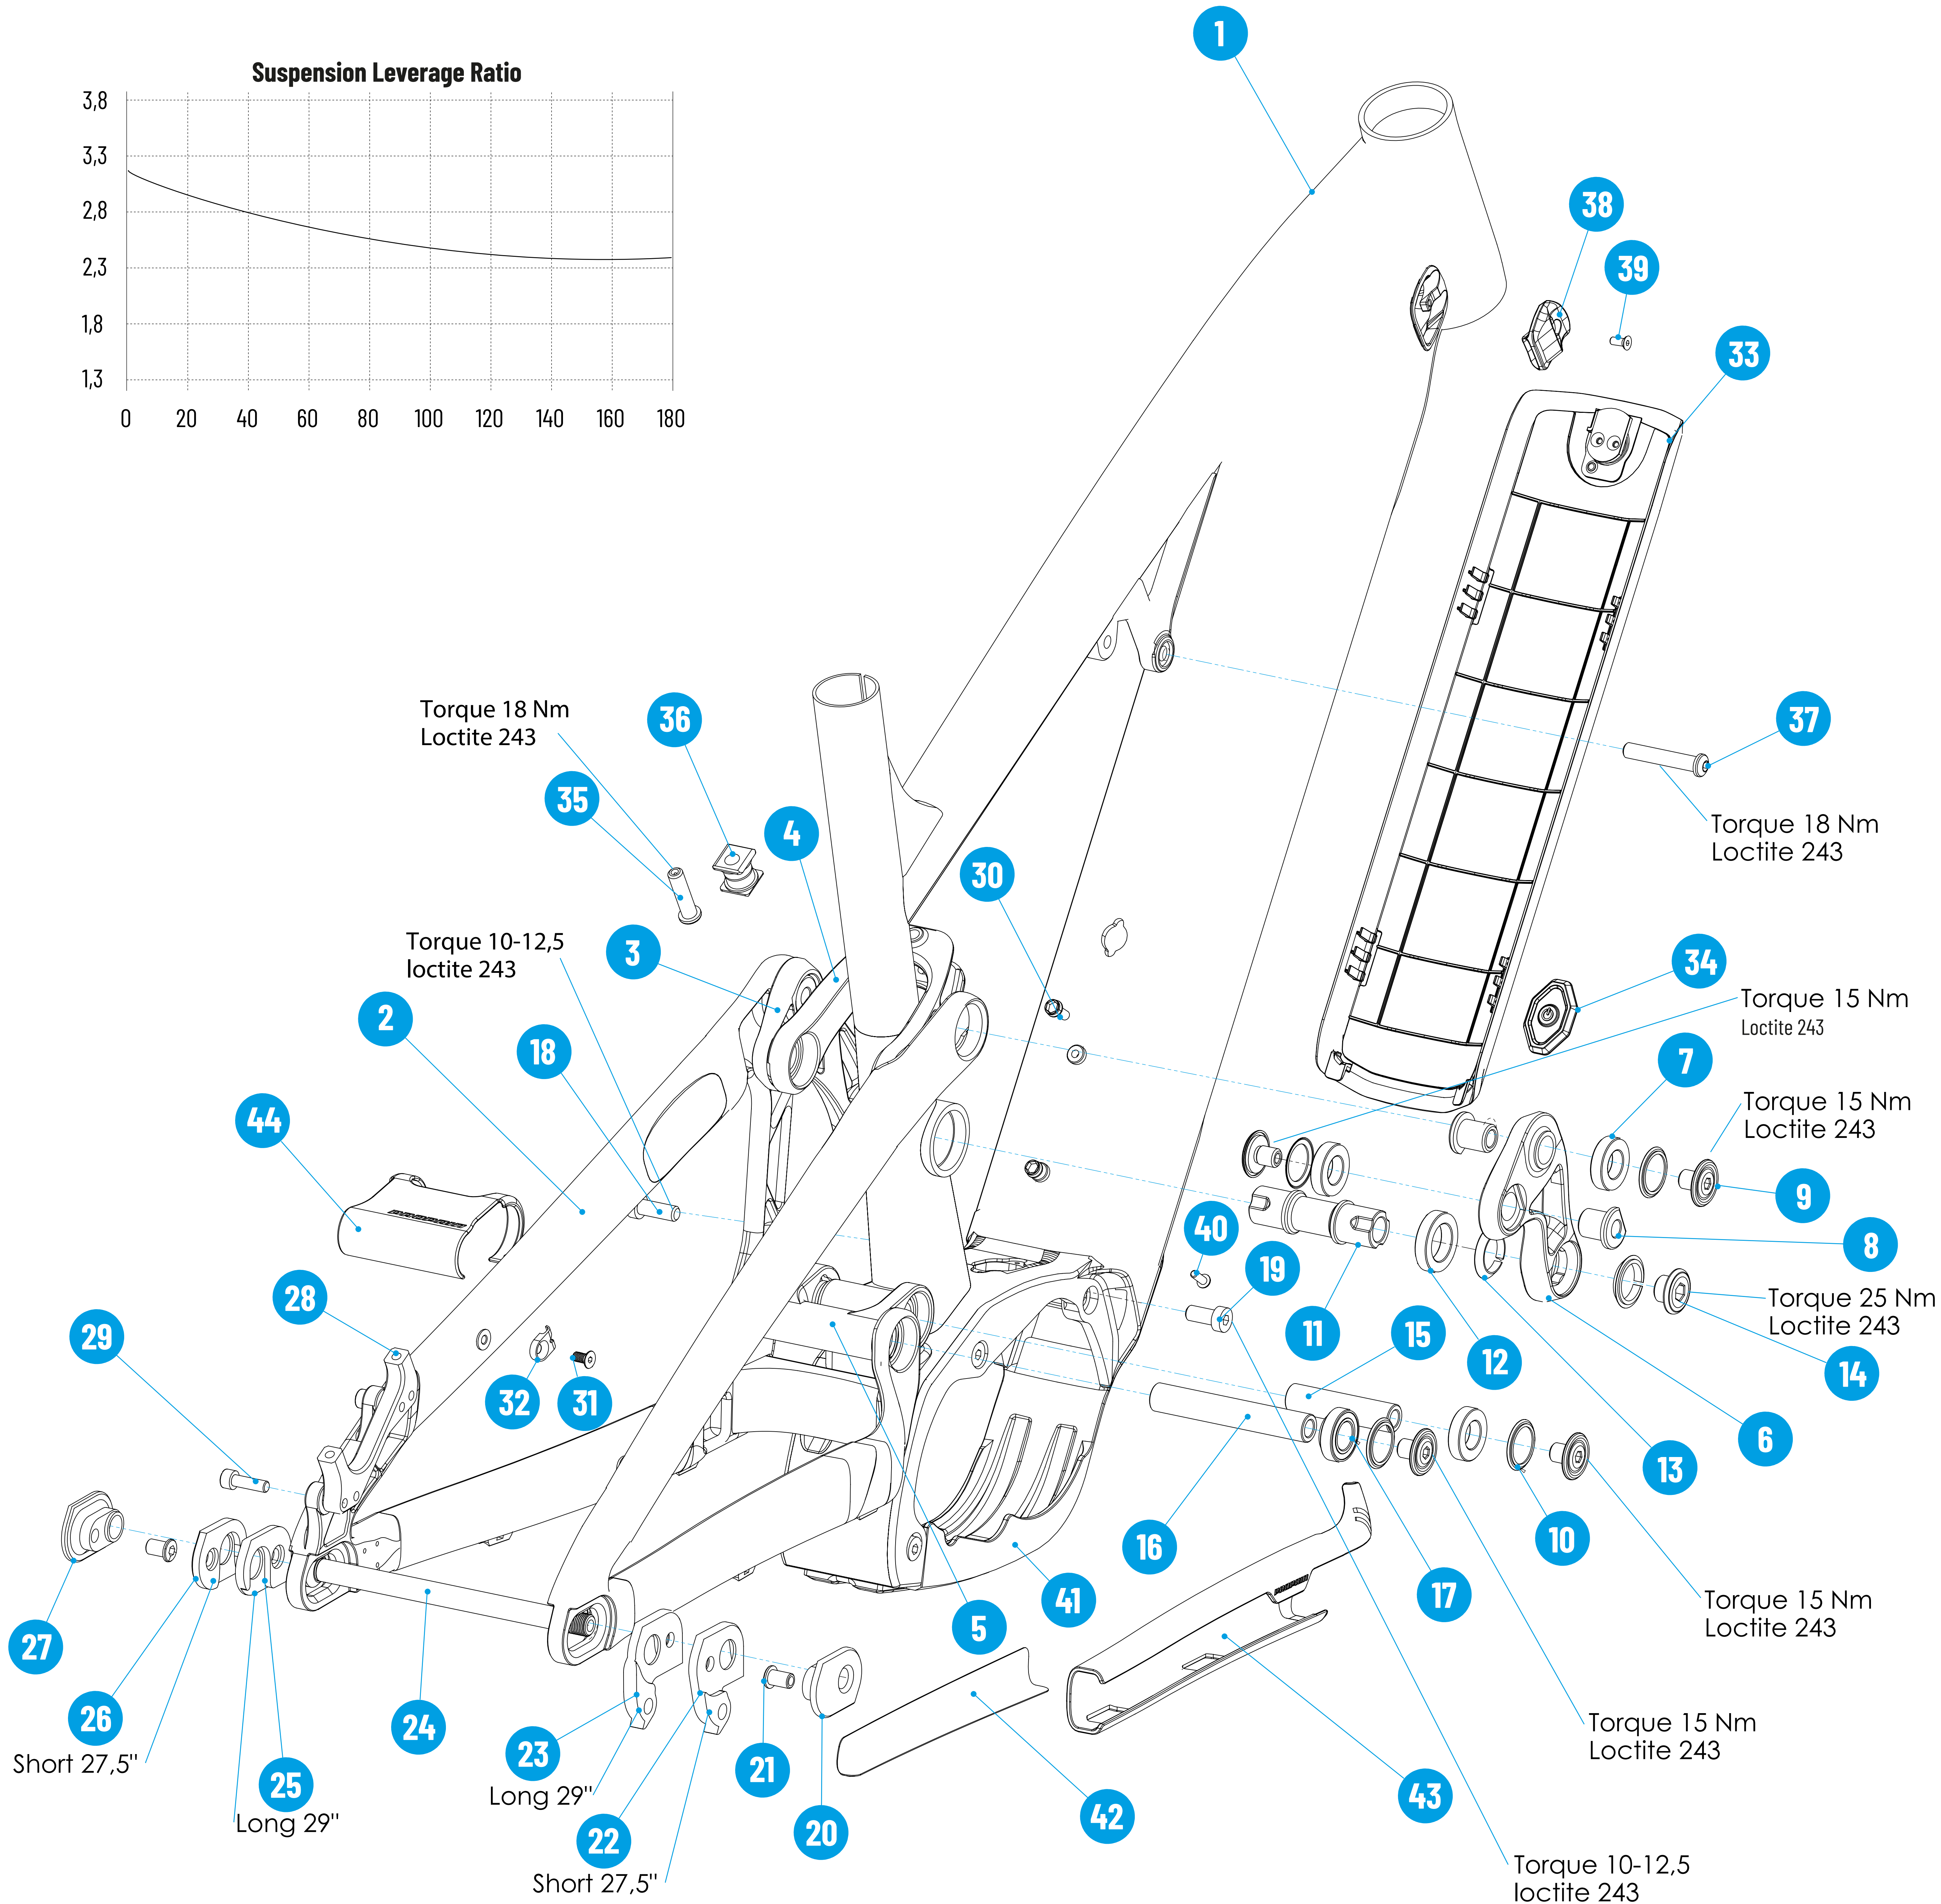 Suspension Leverage Ratio
3,8
3,3
2,8
2,3
1,8
1,3
0 20 40 60 80 100 120 140 160 180
1
38
39
33
37
Torque 18 Nm
Loctite 243
Torque 18 Nm
Loctite 243
36
35
4
30
Torque 10-12,5
loctite 243
3
2
18
44
34
Torque 15 Nm
Loctite 243
7
Torque 15 Nm
Loctite 243
9
8
40
19
11
12
15
Torque 25 Nm
Loctite 243
14
6
13
28
29
32
31
16
10
17
41
5
Torque 15 Nm
Loctite 243
27
26
Short 27,5"
25
Long 29"
24
23
Long 29"
22
Short 27,5"
21
20
42
43
Torque 15 Nm
Loctite 243
Torque 10-12,5
loctite 243